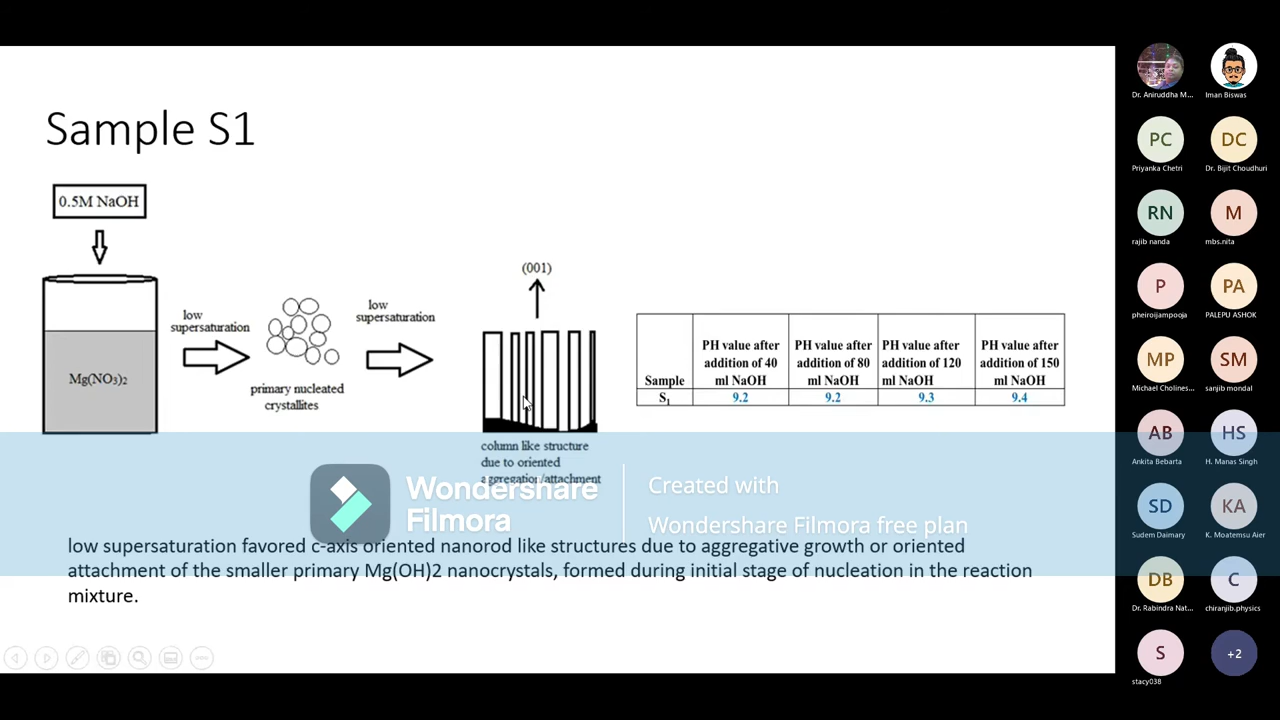 Sample S1
0.5M NaOH
Mg(NO3)2
low
supersaturation
primary nucleated
crystallites
low
supersaturation
(001)
column like structure
due to oriented
aggregation/attachment
Sample
PH value after
addition of 40
ml NaOH
PH value after
addition of 80
ml NaOH
PH value after
addition of 120
ml NaOH
PH value after
addition of 150
ml NaOH
S1
9.2
9.2
9.3
9.4
Wondershare
Filmora
Created with
Wondershare Filmora free plan
low supersaturation favored c-axis oriented nanorod like structures due to aggregative growth or oriented
attachment of the smaller primary Mg(OH)2 nanocrystals, formed during initial stage of nucleation in the reaction
mixture.
Dr. Aniruddha M...
Iman Biswas
PC
Priyanka Chetri
DC
Dr. Bijit Choudhuri
RN
rajib nanda
M
mbs.nita
P
pheiroijampooja
PA
PALEPU ASHOK
MP
Michael Cholines...
SM
sanjib mondal
AB
Ankita Bebarta
HS
H. Manas Singh
SD
Sudem Daimary
KA
K. Moatemsu Aier
DB
Dr. Rabindra Nat...
C
chiranjib.physics
S
stacy038
+2